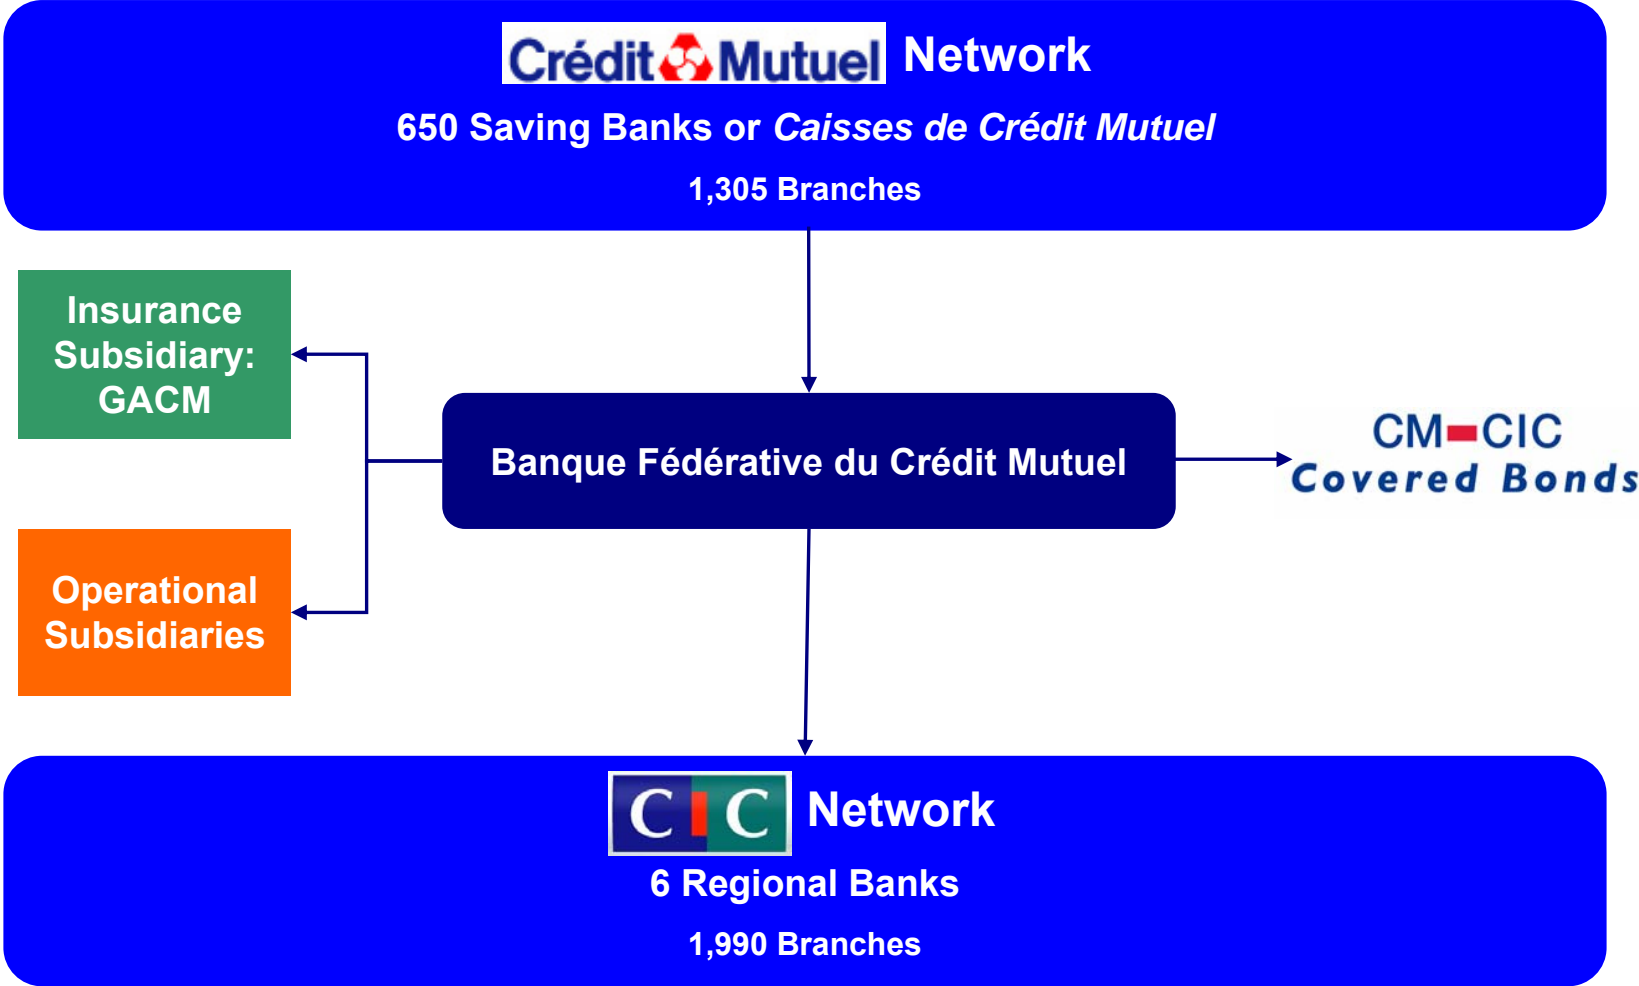 Crédit Mutuel Network
650 Saving Banks or Caisses de Crédit Mutuel
1,305 Branches
Insurance
Subsidiary:
GACM
Banque Fédérative du Crédit Mutuel
CM-CIC
Covered Bonds
Operational
Subsidiaries
CIC Network
6 Regional Banks
1,990 Branches